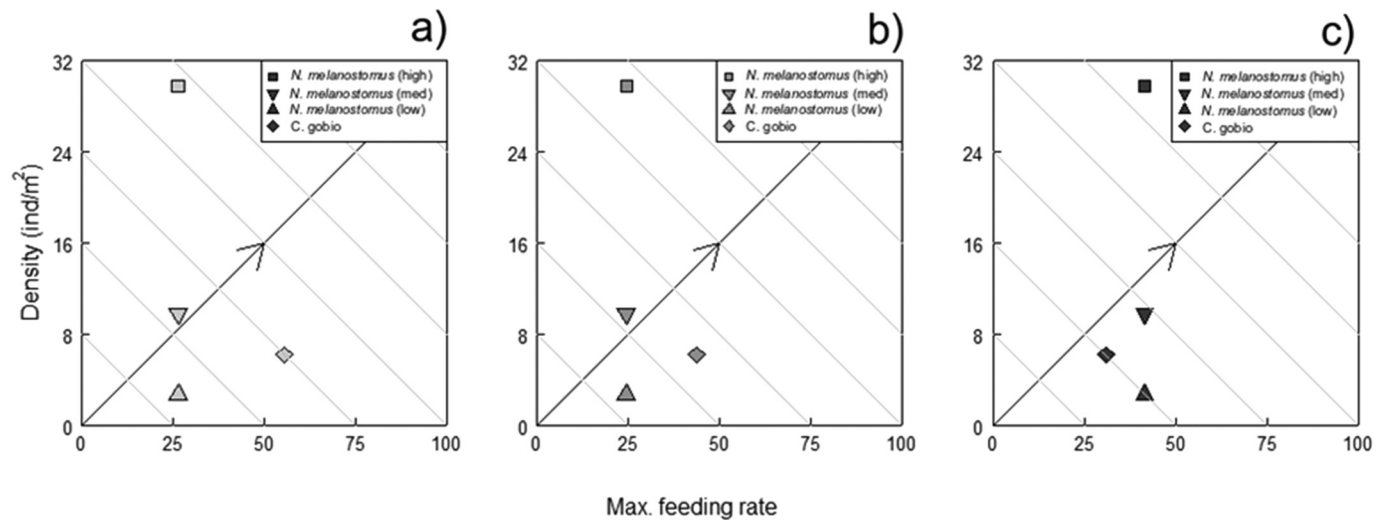 a)
32
24
16
8
0
0 25 50 75 100
Density (ind/m²)
N. melanostomus (high)
N. melanostomus (med)
N. melanostomus (low)
C. gobio
b)
32
24
16
8
0
0 25 50 75 100
N. melanostomus (high)
N. melanostomus (med)
N. melanostomus (low)
C. gobio
c)
32
24
16
8
0
0 25 50 75 100
N. melanostomus (high)
N. melanostomus (med)
N. melanostomus (low)
C. gobio
Max. feeding rate